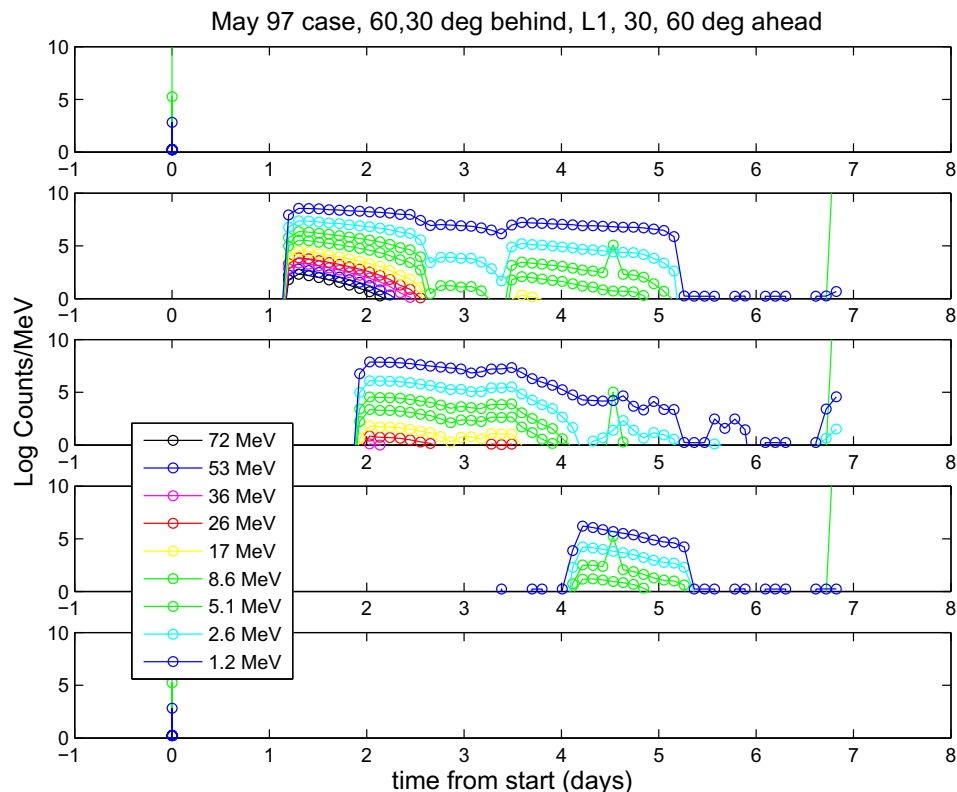 May 97 case, 60,30 deg behind, L1, 30, 60 deg ahead
10
5
0
−1 0 1 2 3 4 5 6 7 8
10
5
0
−1 0 1 2 3 4 5 6 7 8
10
5
0
−1 0 1 2 3 4 5 6 7 8
10
5
0
−1 2 3 4 5 6 7 8
10
5
0
−1 0 1 2 3 4 5 6 7 8
Log Counts/MeV
72 MeV
53 MeV
36 MeV
26 MeV
17 MeV
8.6 MeV
5.1 MeV
2.6 MeV
1.2 MeV
time from start (days)